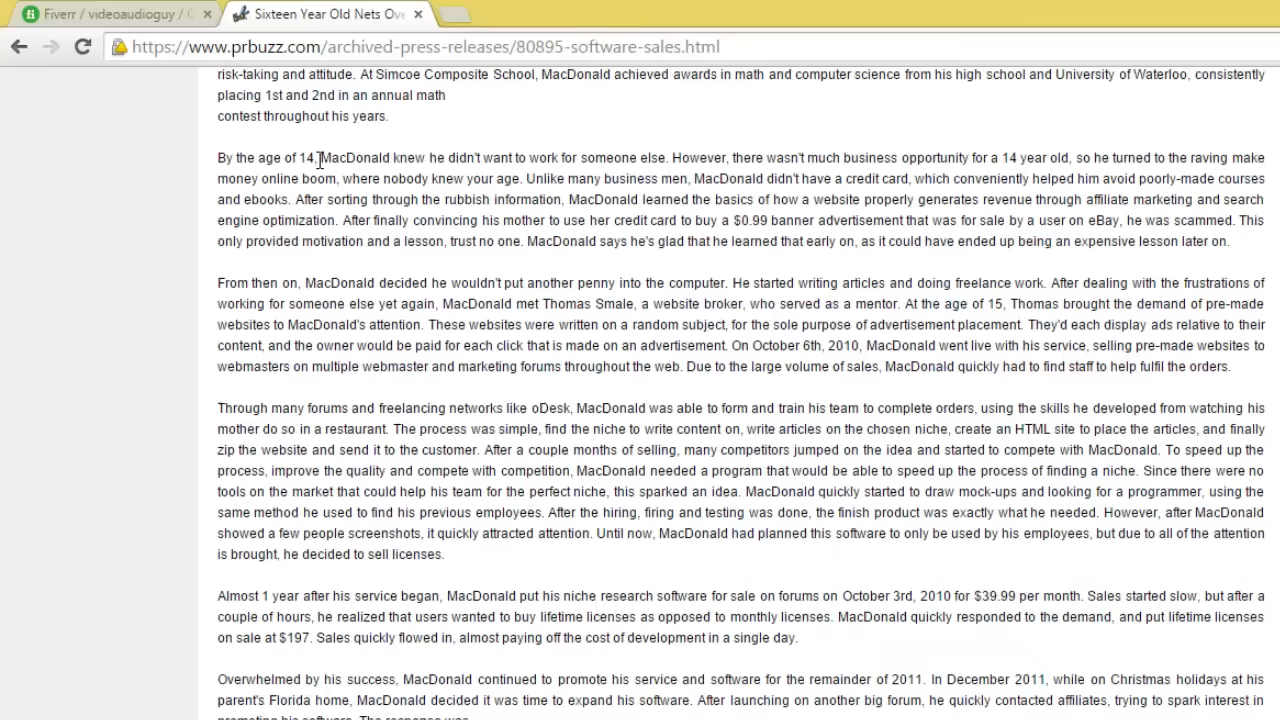 Fiverr / videoaudioguy /
Sixteen Year Old Nets Ov
https://www.prbuzz.com/archived-press-releases/80895-software-sales.html
risk-taking and attitude. At Simcoe Composite School, MacDonald achieved awards in math and computer science from his high school and University of Waterloo, consistently
placing 1st and 2nd in an annual math
contest throughout his years.
By the age of 14, MacDonald knew he didn't want to work for someone else. However, there wasn't much business opportunity for a 14 year old, so he turned to the raving make
money online boom, where nobody knew your age. Unlike many business men, MacDonald didn't have a credit card, which conveniently helped him avoid poorly-made courses
and ebooks. After sorting through the rubbish information, MacDonald learned the basics of how a website properly generates revenue through affiliate marketing and search
engine optimization. After finally convincing his mother to use her credit card to buy a $0.99 banner advertisement that was for sale by a user on eBay, he was scammed. This
only provided motivation and a lesson, trust no one. MacDonald says he's glad that he learned that early on, as it could have ended up being an expensive lesson later on.
From then on, MacDonald decided he wouldn't put another penny into the computer. He started writing articles and doing freelance work. After dealing with the frustrations of
working for someone else yet again, MacDonald met Thomas Smale, a website broker, who served as a mentor. At the age of 15, Thomas brought the demand of pre-made
websites to MacDonald's attention. These websites were written on a random subject, for the sole purpose of advertisement placement. They'd each display ads relative to their
content, and the owner would be paid for each click that is made on an advertisement. On October 6th, 2010, MacDonald went live with his service, selling pre-made websites to
webmasters on multiple webmaster and marketing forums throughout the web. Due to the large volume of sales, MacDonald quickly had to find staff to help fulfil the orders.
Through many forums and freelancing networks like oDesk, MacDonald was able to form and train his team to complete orders, using the skills he developed from watching his
mother do so in a restaurant. The process was simple, find the niche to write content on, write articles on the chosen niche, create an HTML site to place the articles, and finally
zip the website and send it to the customer. After a couple months of selling, many competitors jumped on the idea and started to compete with MacDonald. To speed up the
process, improve the quality and compete with competition, MacDonald needed a program that would be able to speed up the process of finding a niche. Since there were no
tools on the market that could help his team for the perfect niche, this sparked an idea. MacDonald quickly started to draw mock-ups and looking for a programmer, using the
same method he used to find his previous employees. After the hiring, firing and testing was done, the finish product was exactly what he needed. However, after MacDonald
showed a few people screenshots, it quickly attracted attention. Until now, MacDonald had planned this software to only be used by his employees, but due to all of the attention
is brought, he decided to sell licenses.
Almost 1 year after his service began, MacDonald put his niche research software for sale on forums on October 3rd, 2010 for $39.99 per month. Sales started slow, but after a
couple of hours, he realized that users wanted to buy lifetime licenses as opposed to monthly licenses. MacDonald quickly responded to the demand, and put lifetime licenses
on sale at $197. Sales quickly flowed in, almost paying off the cost of development in a single day.
Overwhelmed by his success, MacDonald continued to promote his service and software for the remainder of 2011. In December 2011, while on Christmas holidays at his
parent's Florida home, MacDonald decided it was time to expand his software. After launching on another big forum, he quickly contacted affiliates, trying to spark interest in
promoting his software. The response was